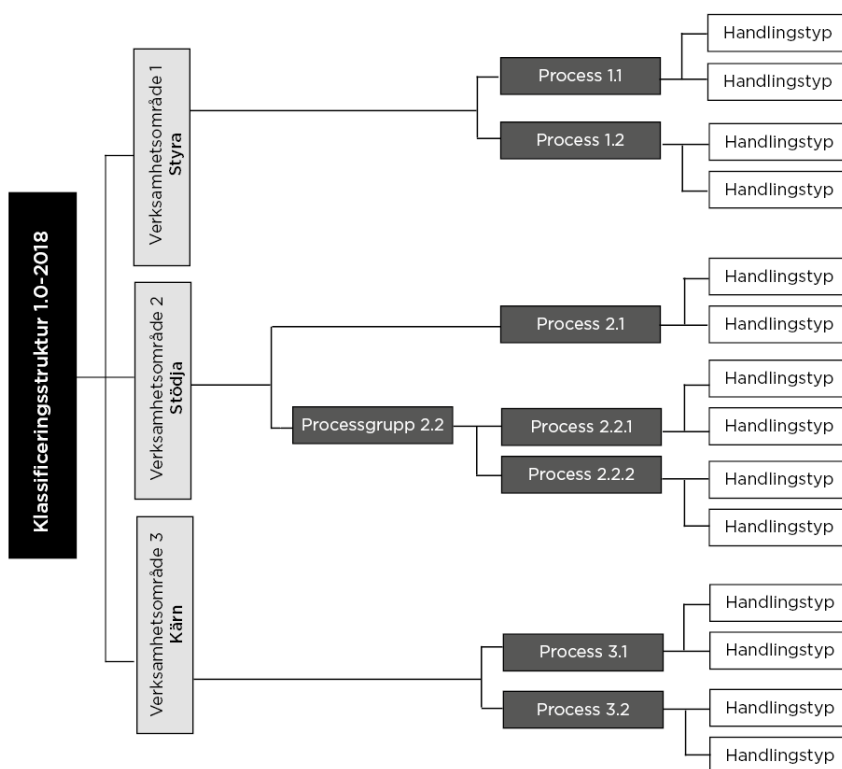 Klassificeringsstruktur 1.0-2018
Verksamhetsområde 1
Styra
Process 1.1
Handlingstyp
Handlingstyp
Process 1.2
Handlingstyp
Handlingstyp
Verksamhetsområde 2
Stödja
Process 2.1
Handlingstyp
Handlingstyp
Processgrupp 2.2
Process 2.2.1
Handlingstyp
Handlingstyp
Process 2.2.2
Handlingstyp
Handlingstyp
Verksamhetsområde 3
Kärn
Process 3.1
Handlingstyp
Handlingstyp
Process 3.2
Handlingstyp
Handlingstyp